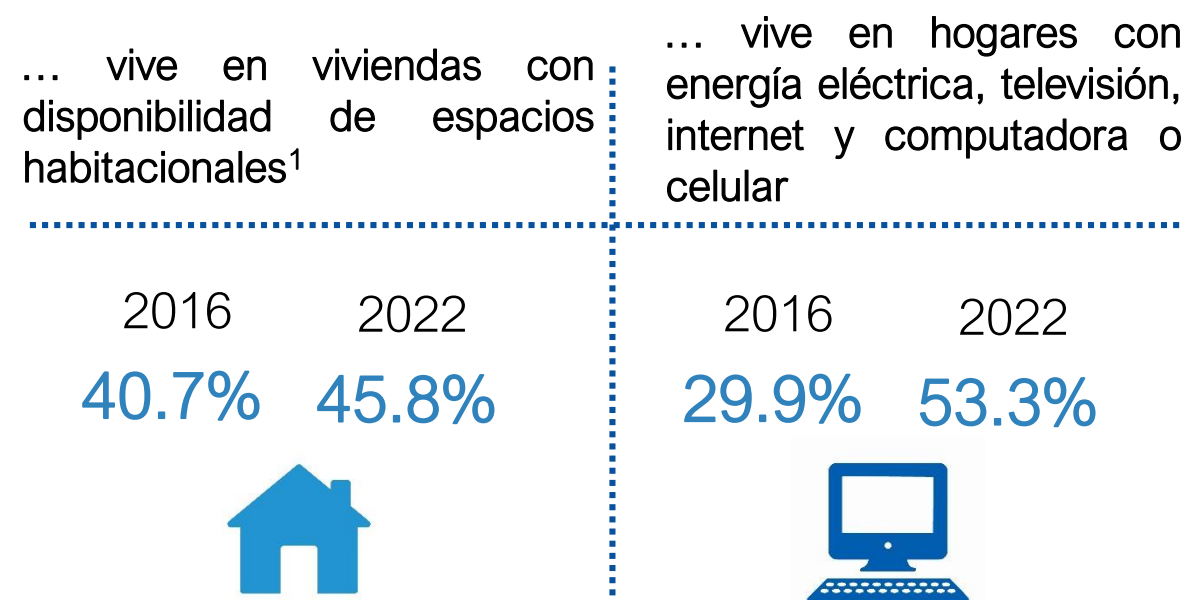 … vive en viviendas con
disponibilidad de espacios
habitacionales¹
… vive en hogares con
energía eléctrica, televisión,
internet y computadora o
celular
2016 2022
40.7% 45.8%
2016 2022
29.9% 53.3%